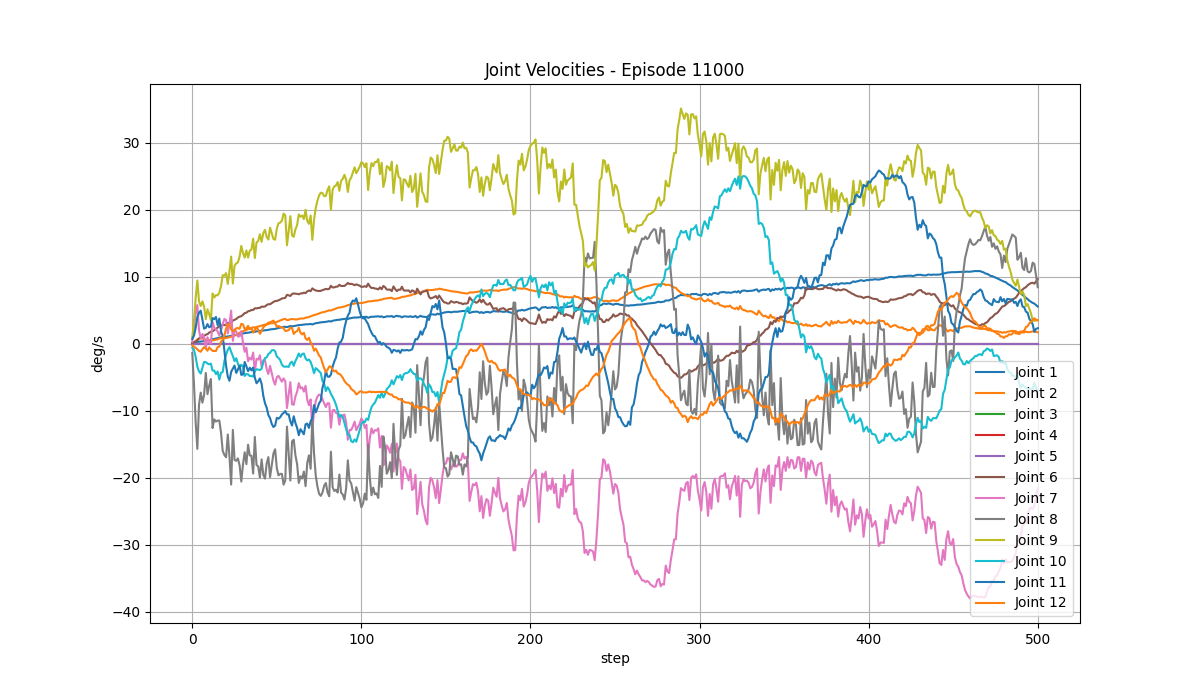 Joint Velocities - Episode 11000
deg/s
30
20
10
0
−10
−20
−30
−40
0 100 200 300 400 500
step
Joint 1
Joint 2
Joint 3
Joint 4
Joint 5
Joint 6
Joint 7
Joint 8
Joint 9
Joint 10
Joint 11
Joint 12